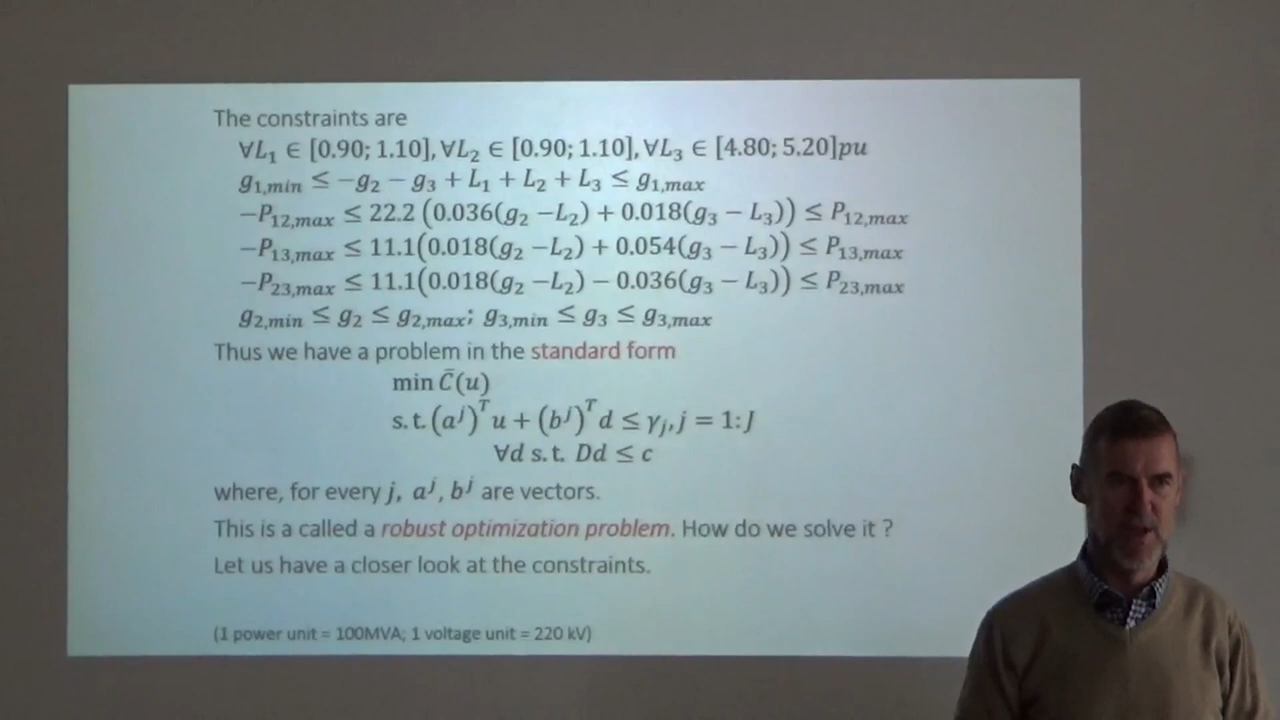 The constraints are
∀L₁ ∈ [0.90; 1.10], ∀L₂ ∈ [0.90; 1.10], ∀L₃ ∈ [4.80; 5.20]pu
g₁,min ≤ −g₂ − g₃ + L₁ + L₂ + L₃ ≤ g₁,max
−P₁₂,max ≤ 22.2 (0.036(g₂ −L₂) + 0.018(g₃ − L₃)) ≤ P₁₂,max
−P₁₃,max ≤ 11.1(0.018(g₂ −L₂) + 0.054(g₃ − L₃)) ≤ P₁₃,max
−P₂₃,max ≤ 11.1(0.018(g₂ −L₂) − 0.036(g₃ − L₃)) ≤ P₂₃,max
g₂,min ≤ g₂ ≤ g₂,max; g₃,min ≤ g₃ ≤ g₃,max
Thus we have a problem in the standard form
min C̄(u)
s.t. (aʲ)ᵀ u + (bʲ)ᵀ d ≤ γⱼ, j = 1: J
∀d s.t. Dd ≤ c
where, for every j, aʲ, bʲ are vectors.
This is a called a robust optimization problem. How do we solve it ?
Let us have a closer look at the constraints.
(1 power unit = 100MVA; 1 voltage unit = 220 kV)